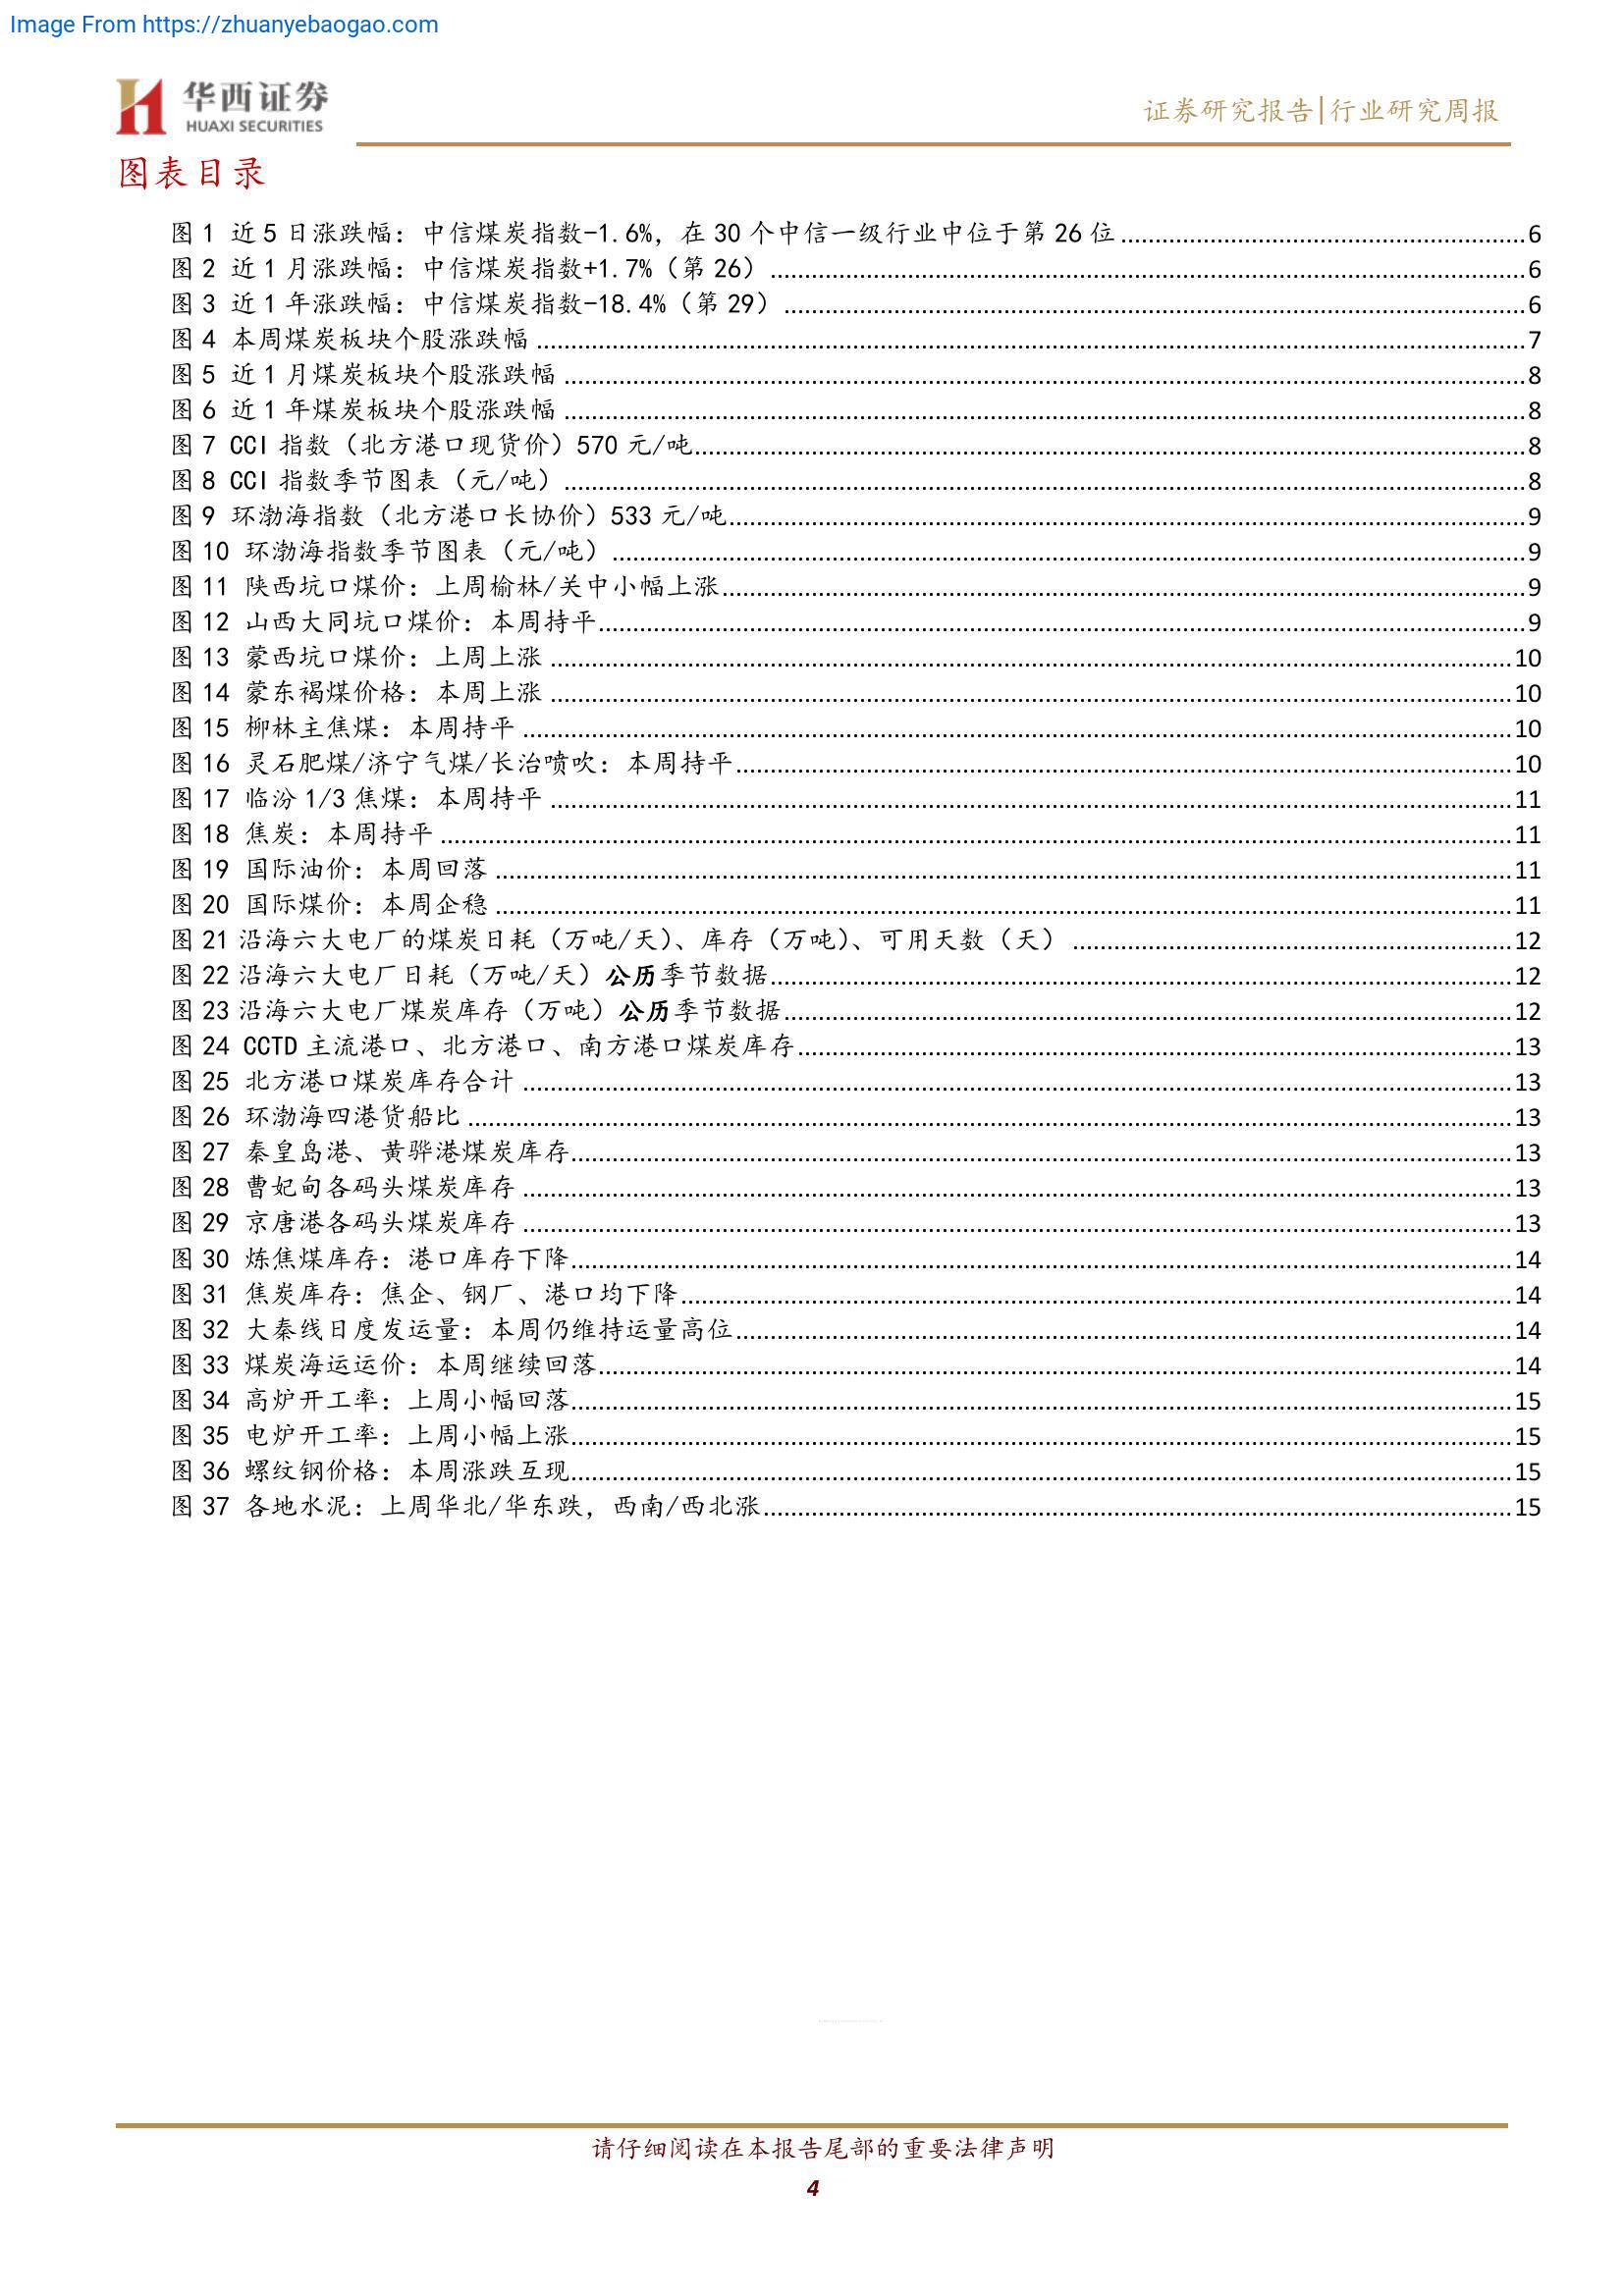 Image From https://zhuanyebaogao.com
华西证券
HUAXI SECURITIES
证券研究报告|行业研究周报
图表目录
图 1 近 5 日涨跌幅：中信煤炭指数-1.6%，在 30 个中信一级行业中位于第 26 位 6
图 2 近 1 月涨跌幅：中信煤炭指数+1.7%（第 26） 6
图 3 近 1 年涨跌幅：中信煤炭指数-18.4%（第 29） 6
图 4 本周煤炭板块个股涨跌幅 7
图 5 近 1 月煤炭板块个股涨跌幅 8
图 6 近 1 年煤炭板块个股涨跌幅 8
图 7 CCI 指数（北方港口现货价）570 元/吨 8
图 8 CCI 指数季节图表（元/吨） 8
图 9 环渤海指数（北方港口长协价）533 元/吨 9
图 10 环渤海指数季节图表（元/吨） 9
图 11 陕西坑口煤价：上周榆林/关中小幅上涨 9
图 12 山西大同坑口煤价：本周持平 9
图 13 蒙西坑口煤价：上周上涨 10
图 14 蒙东褐煤价格：本周上涨 10
图 15 柳林主焦煤：本周持平 10
图 16 灵石肥煤/济宁气煤/长治喷吹：本周持平 10
图 17 临汾 1/3 焦煤：本周持平 11
图 18 焦炭：本周持平 11
图 19 国际油价：本周回落 11
图 20 国际煤价：本周企稳 11
图 21 沿海六大电厂的煤炭日耗（万吨/天）、库存（万吨）、可用天数（天） 12
图 22 沿海六大电厂日耗（万吨/天）公历季节数据 12
图 23 沿海六大电厂煤炭库存（万吨）公历季节数据 12
图 24 CCTD 主流港口、北方港口、南方港口煤炭库存 13
图 25 北方港口煤炭库存合计 13
图 26 环渤海四港货船比 13
图 27 秦皇岛港、黄骅港煤炭库存 13
图 28 曹妃甸各码头煤炭库存 13
图 29 京唐港各码头煤炭库存 13
图 30 炼焦煤库存：港口库存下降 14
图 31 焦炭库存：焦企、钢厂、港口均下降 14
图 32 大秦线日度发运量：本周仍维持运量高位 14
图 33 煤炭海运运价：本周继续回落 14
图 34 高炉开工率：上周小幅回落 15
图 35 电炉开工率：上周小幅上涨 15
图 36 螺纹钢价格：本周涨跌互现 15
图 37 各地水泥：上周华北/华东跌，西南/西北涨 15
请仔细阅读在本报告尾部的重要法律声明
4